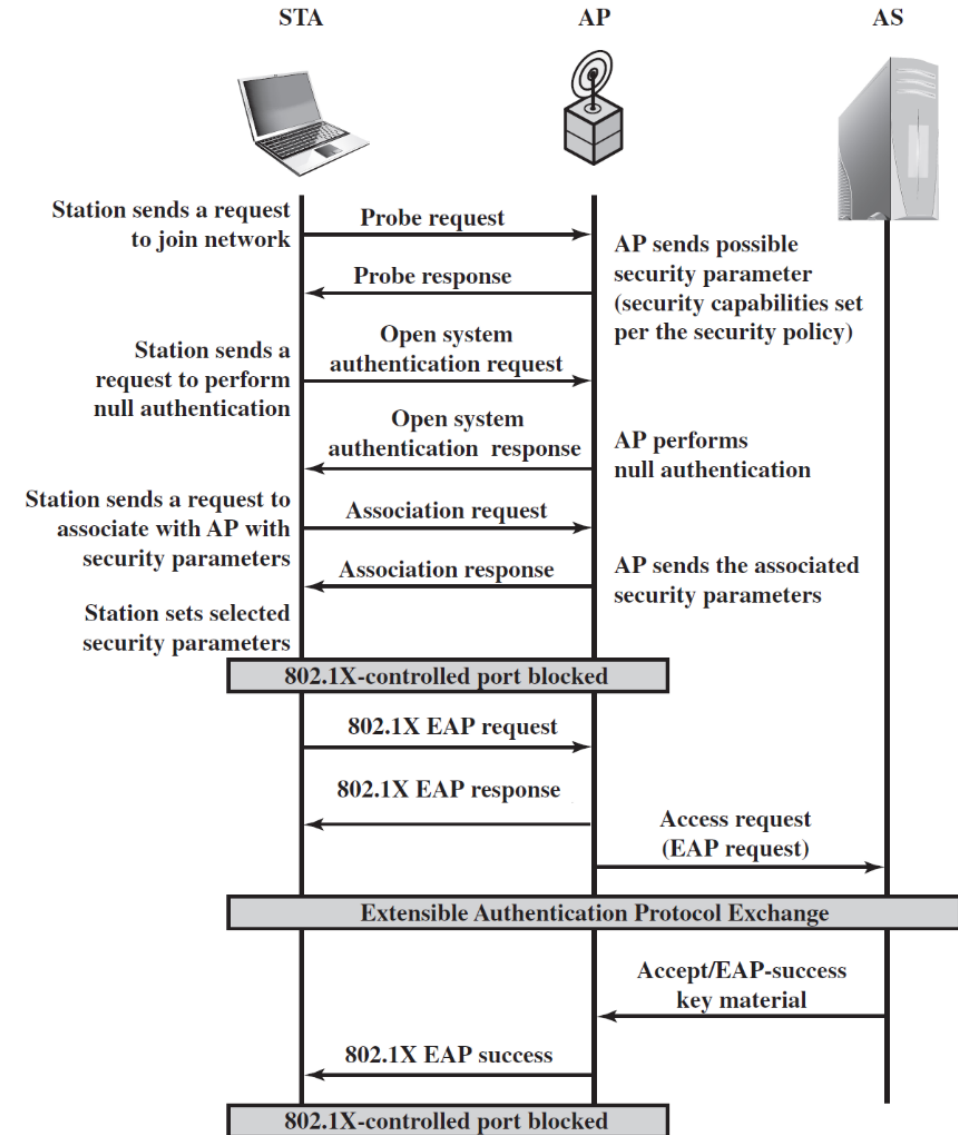 STA
AP
AS
Station sends a request
to join network
Probe request
AP sends possible
security parameter
(security capabilities set
per the security policy)
Probe response
Station sends a
request to perform
null authentication
Open system
authentication request
Open system
authentication response
AP performs
null authentication
Station sends a request to
associate with AP with
security parameters
Association request
Association response
AP sends the associated
security parameters
Station sets selected
security parameters
802.1X-controlled port blocked
802.1X EAP request
802.1X EAP response
Access request
(EAP request)
Extensible Authentication Protocol Exchange
Accept/EAP-success
key material
802.1X EAP success
802.1X-controlled port blocked